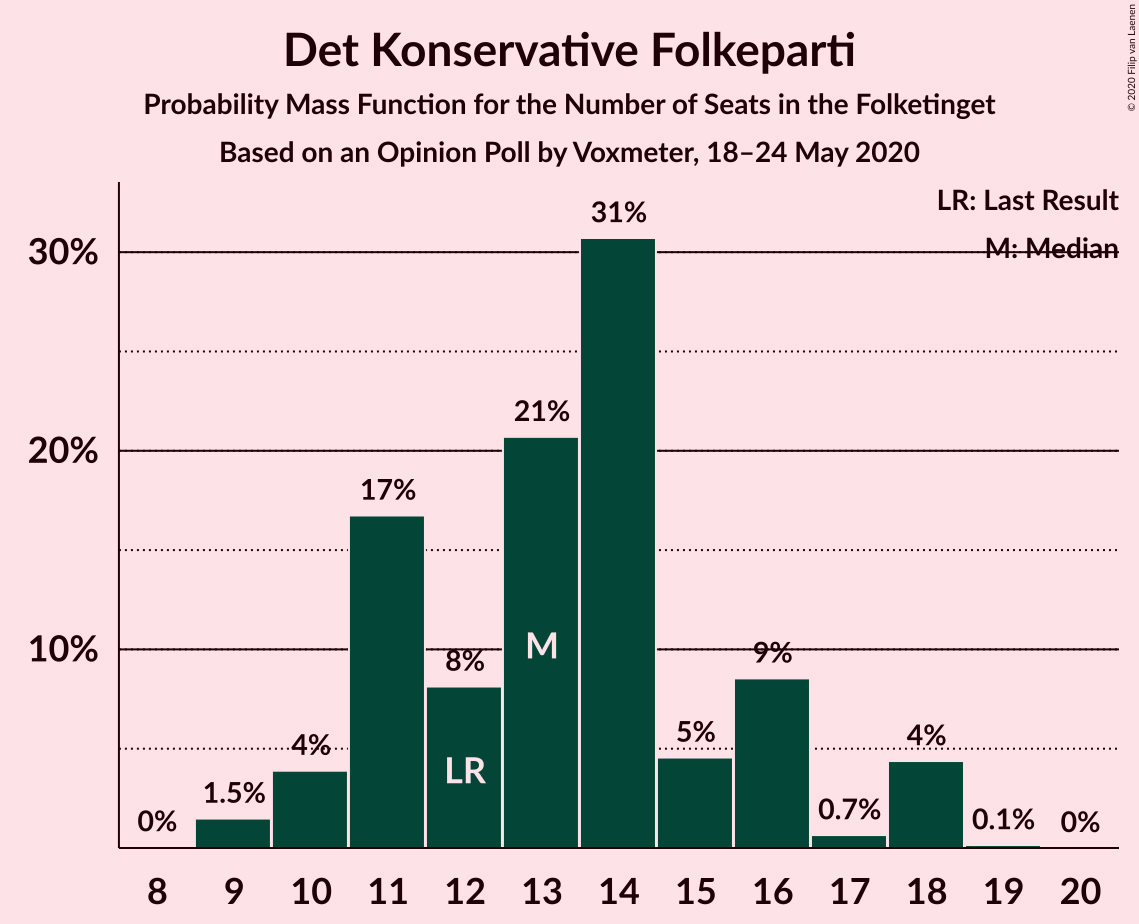 Det Konservative Folkeparti
Probability Mass Function for the Number of Seats in the Folketinget
Based on an Opinion Poll by Voxmeter, 18–24 May 2020
© 2020 Filip van Laenen
LR: Last Result
M: Median
30%
20%
10%
0%
1.5%
4%
17%
8%
21%
31%
5%
9%
0.7%
4%
0.1%
0%
M
LR
8 9 10 11 12 13 14 15 16 17 18 19 20